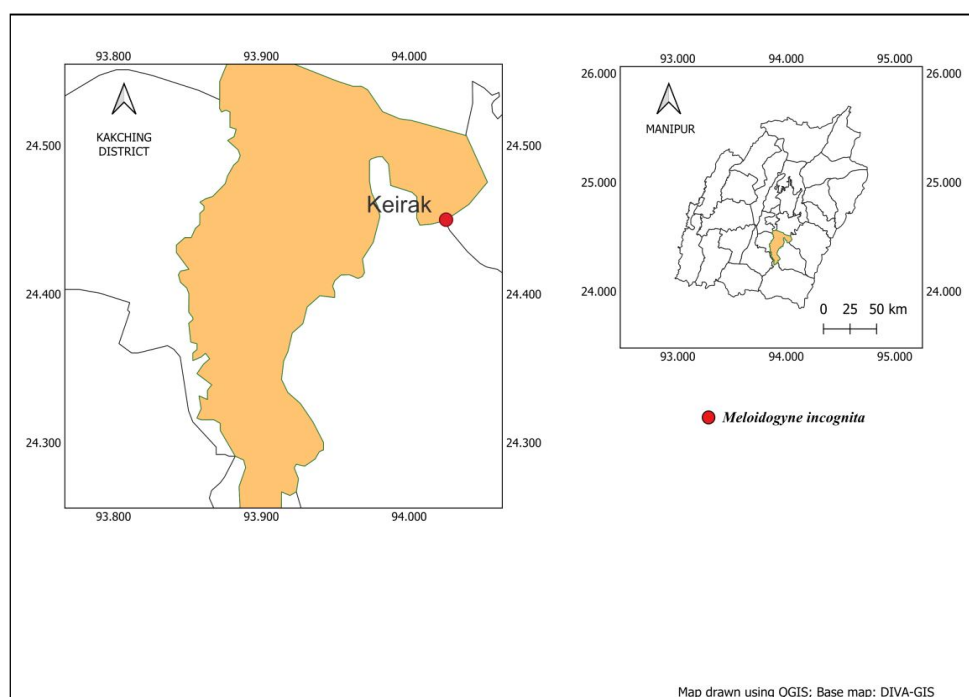 93.800 93.900 94.000
KAKCHING
DISTRICT
24.500 24.500
Keirak
24.400 24.400
24.300 24.300
93.800 93.900 94.000
93.000 94.000 95.000
26.000 26.000
MANIPUR
25.000 25.000
24.000 24.000
0 25 50 km
93.000 94.000 95.000
Meloidogyne incognita
Map drawn using QGIS; Base map: DIVA-GIS